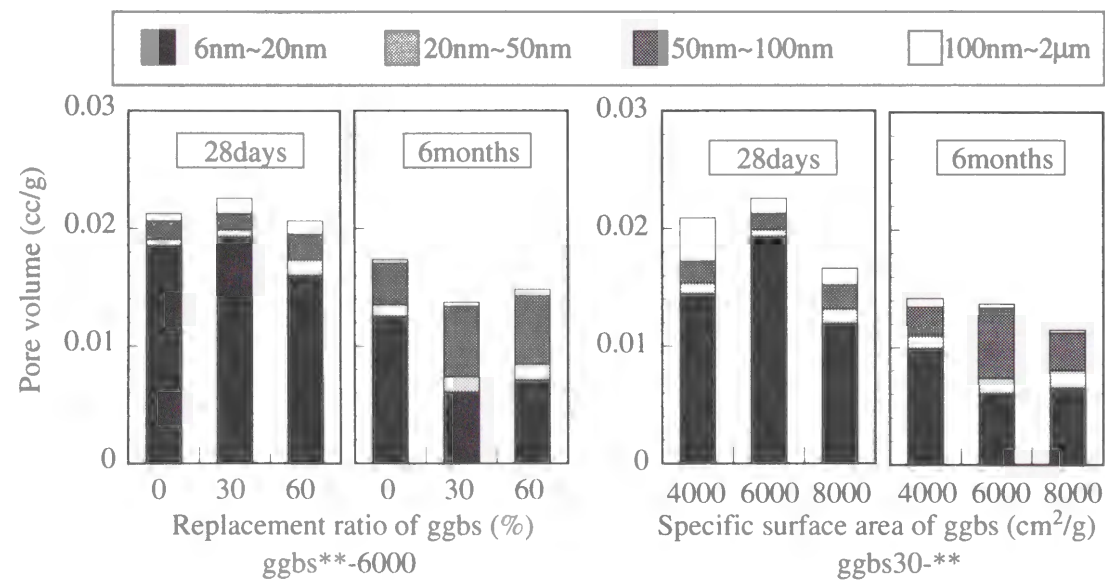 6nm~20nm 20nm~50nm 50nm~100nm 100nm~2μm
0.03 0.03
28days 6months 28days 6months
Pore volume (cc/g)
0.02 0.02
0.01 0.01
0 0
0 30 60 0 30 60 4000 6000 8000 4000 6000 8000
Replacement ratio of ggbs (%) Specific surface area of ggbs (cm²/g)
ggbs**-6000 ggbs30-**